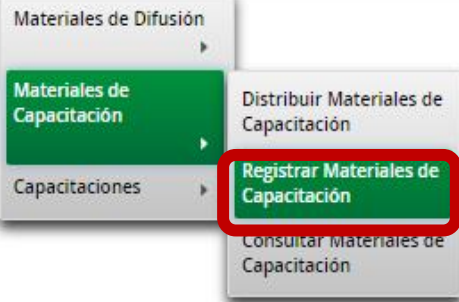 Materiales de Difusión
Materiales de
Capacitación
Capacitaciones
Distribuir Materiales de
Capacitación
Registrar Materiales de
Capacitación
Consultar Materiales de
Capacitación